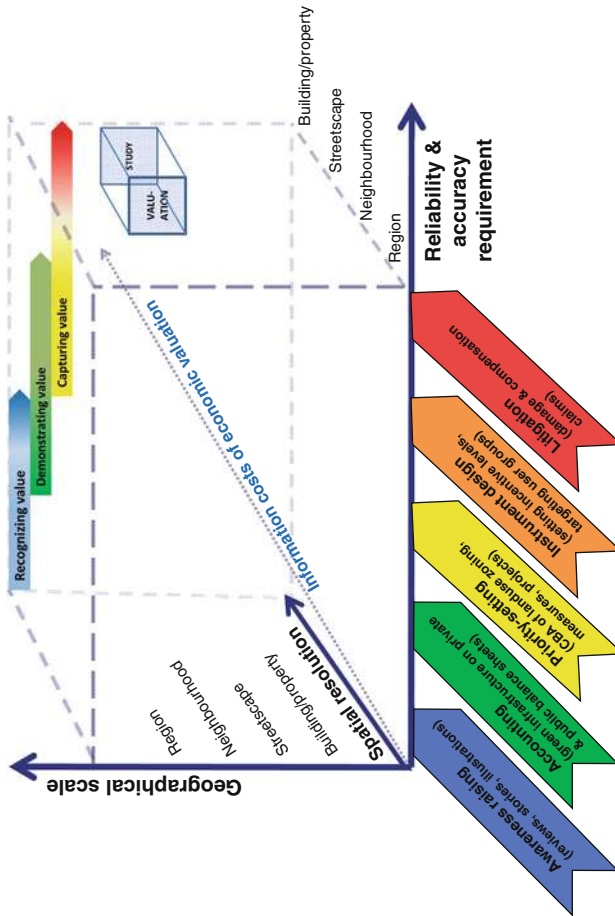 Recognizing value
Demonstrating value
Capturing value
VALU-
ATION
STUDY
Geographical scale
Region
Neighbourhood
Streetscape
Building/property
Spatial resolution
Information costs of economic valuation
Building/property
Streetscape
Neighbourhood
Region
Reliability &
accuracy
requirement
Awareness raising
(reviews, stories, illustrations)
Accounting
(green infrastructure on private
& public balance sheets)
Priority-setting
(CBA of landuse zoning,
measures, projects)
Instrument design
(setting incentive levels,
targeting user groups)
Litigation
(damage & compensation
claims)